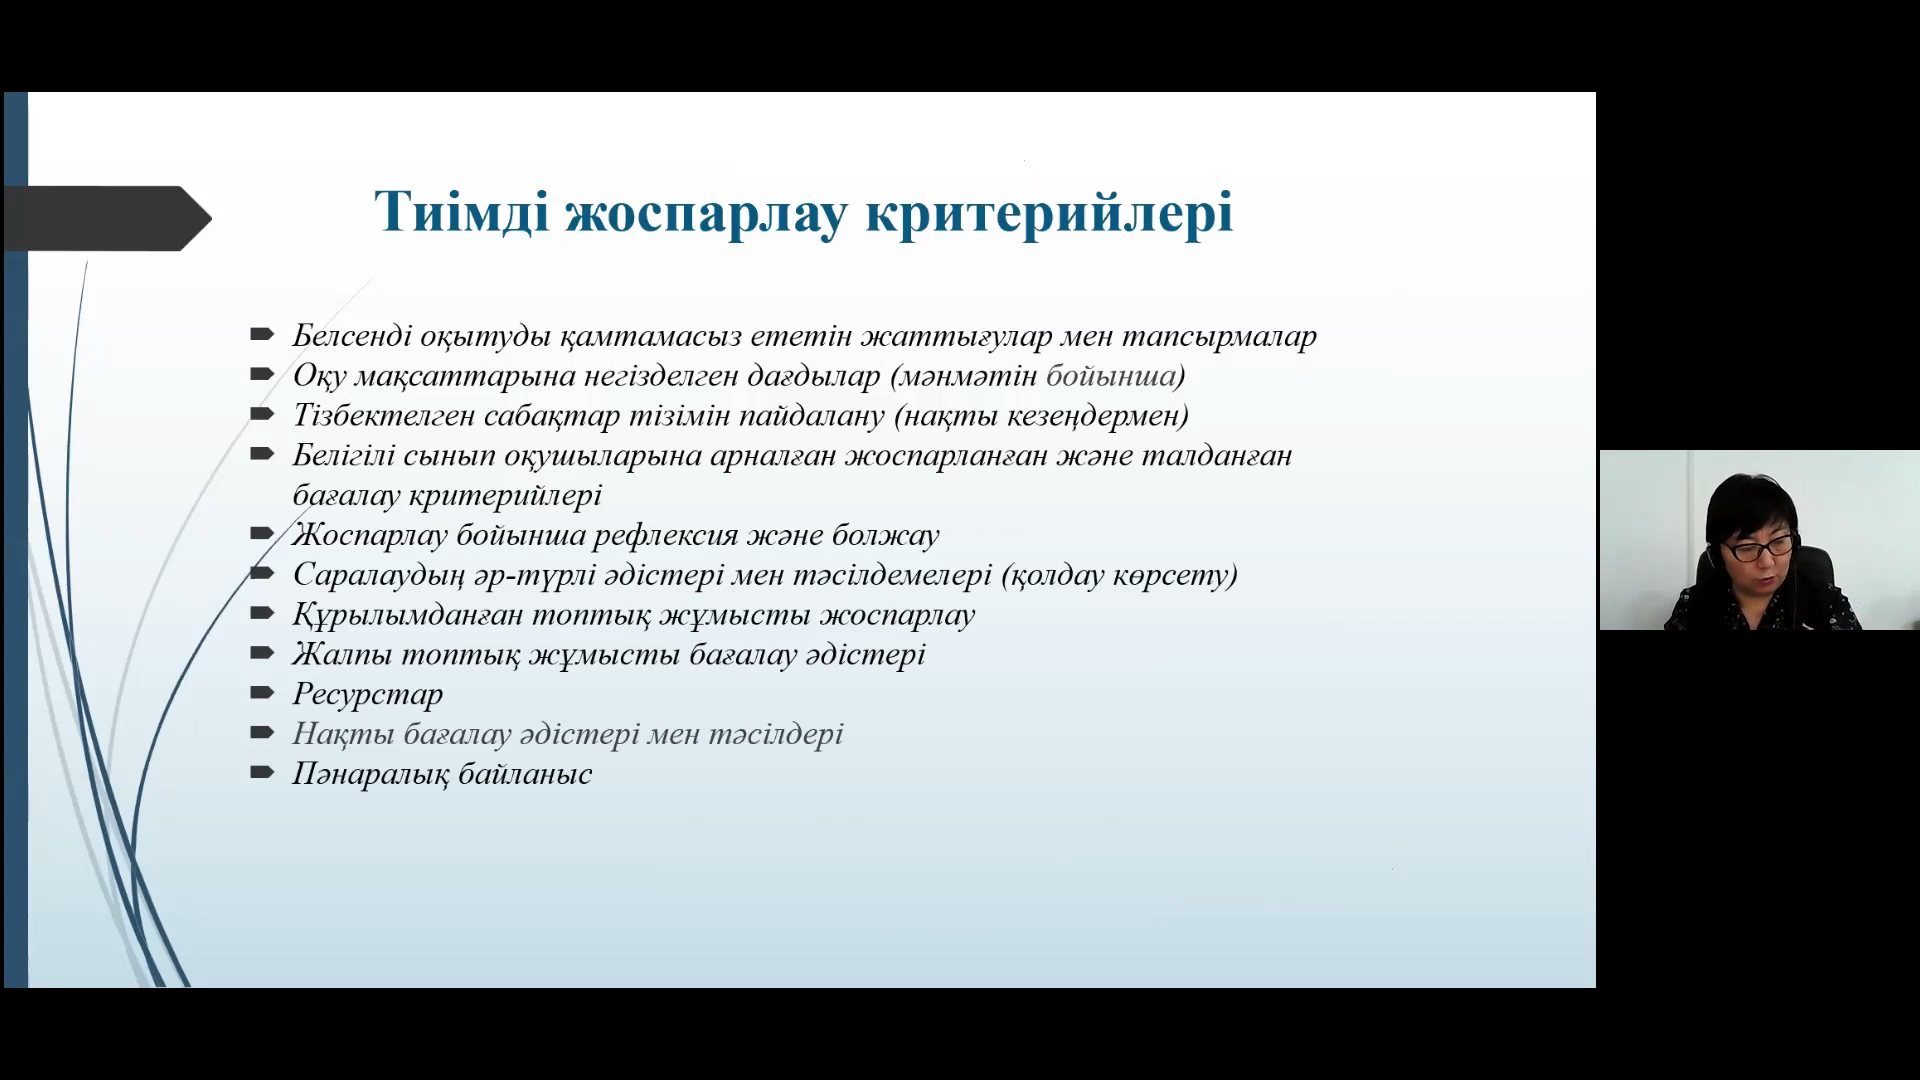 Тиімді жоспарлау критерийлері
Белсенді оқытуды қамтамасыз ететін жаттығулар мен тапсырмалар
Оқу мақсаттарына негізделген дағдылар (мәнмәтін бойынша)
Тізбектелген сабақтар тізімін пайдалану (нақты кезеңдермен)
Белігілі сынып оқушыларына арналған жоспарланған және талданған
бағалау критерийлері
Жоспарлау бойынша рефлексия және болжау
Саралаудың әр-түрлі әдістері мен тәсілдемелері (қолдау көрсету)
Құрылымданған топтық жұмысты жоспарлау
Жалпы топтық жұмысты бағалау әдістері
Ресурстар
Нақты бағалау әдістері мен тәсілдері
Пәнаралық байланыс